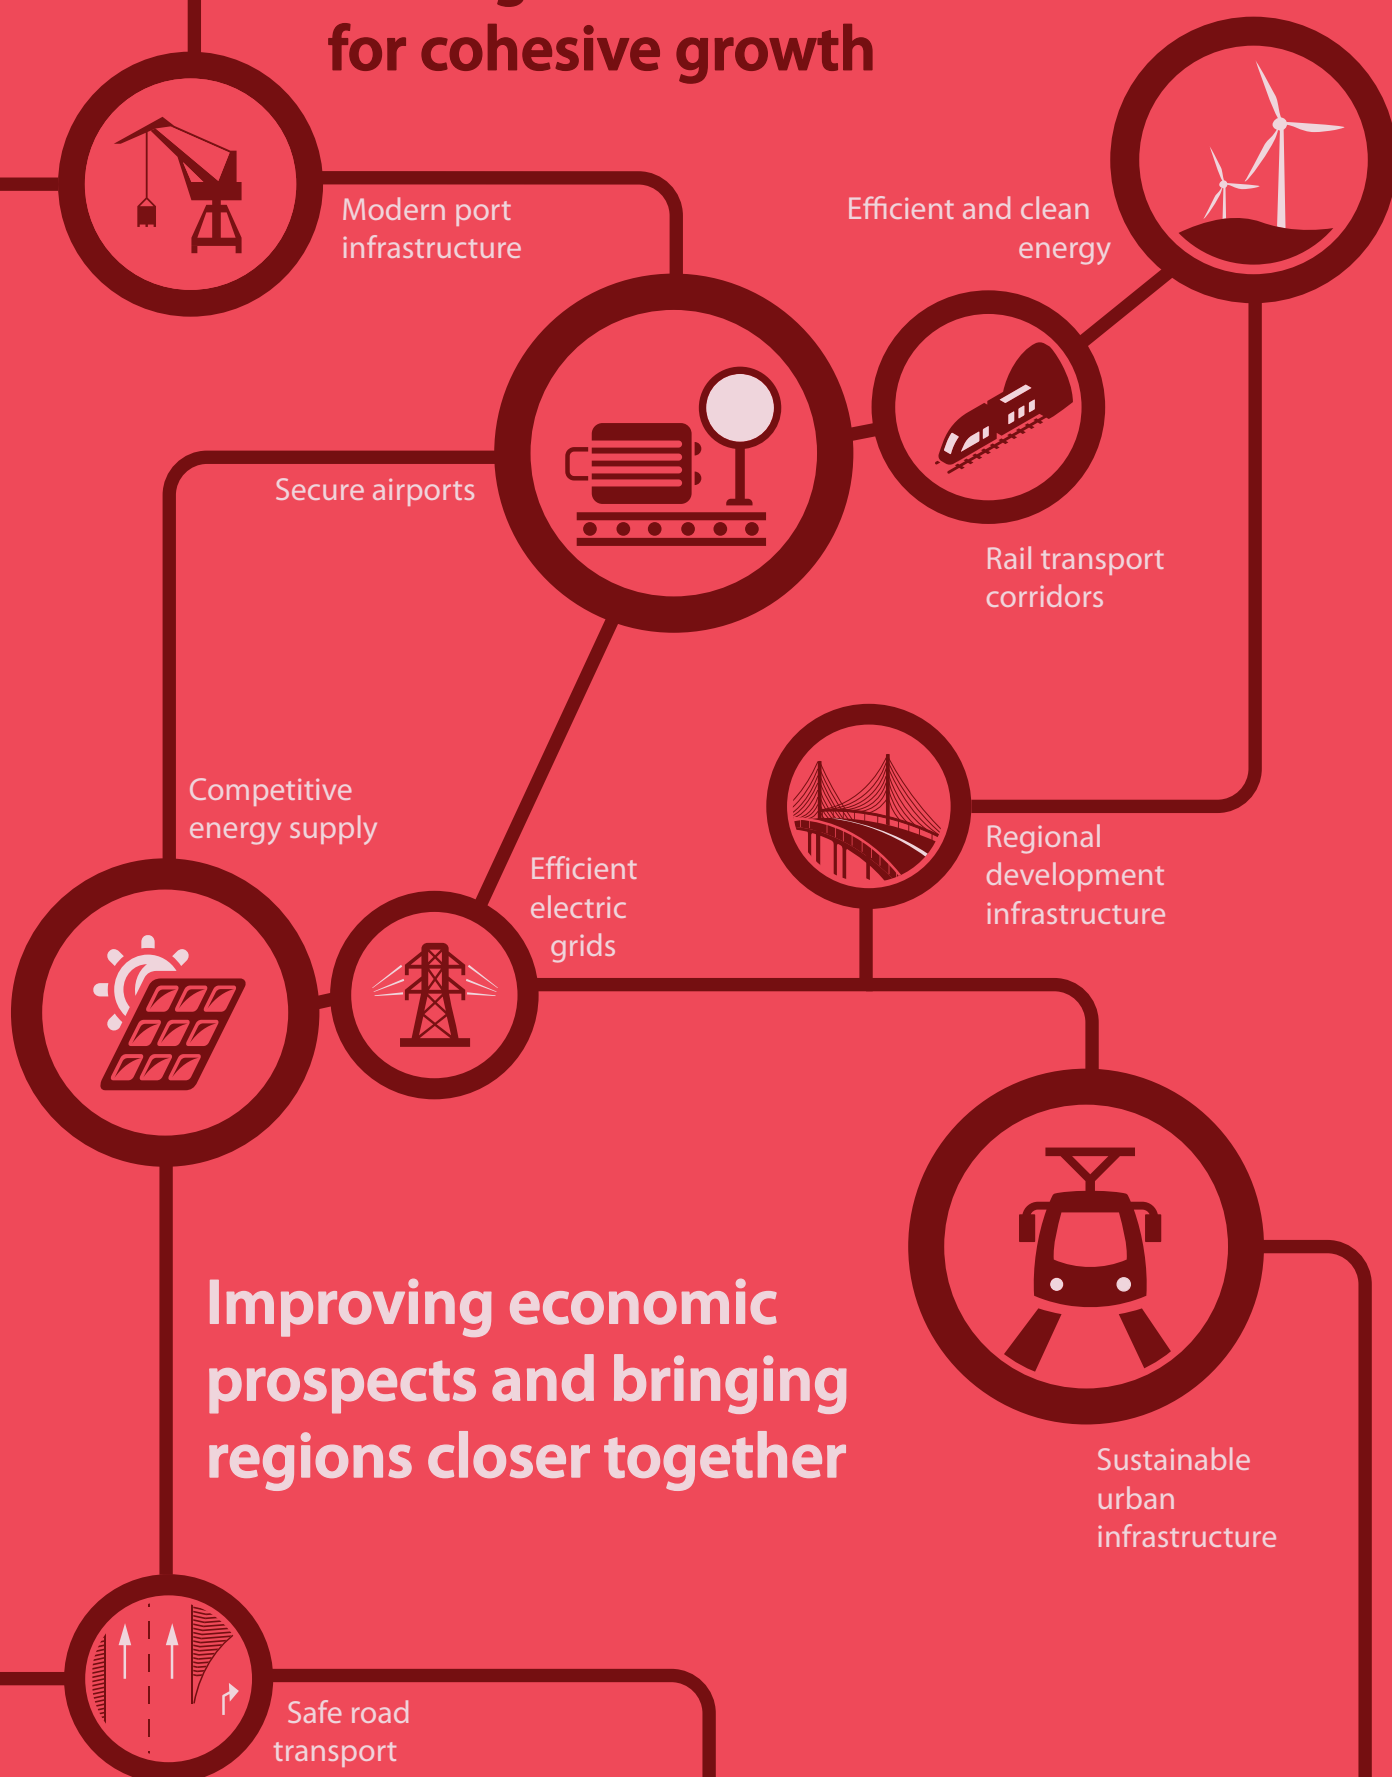 for cohesive growth
Modern port
infrastructure
Efficient and clean
energy
Secure airports
Rail transport
corridors
Competitive
energy supply
Efficient
electric
grids
Regional
development
infrastructure
Improving economic
prospects and bringing
regions closer together
Sustainable
urban
infrastructure
Safe road
transport